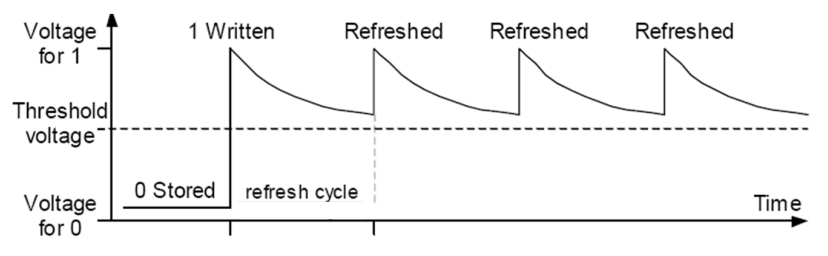 Voltage
for 1
1 Written
Refreshed
Refreshed
Refreshed
Threshold
voltage
0 Stored
refresh cycle
Voltage
for 0
Time